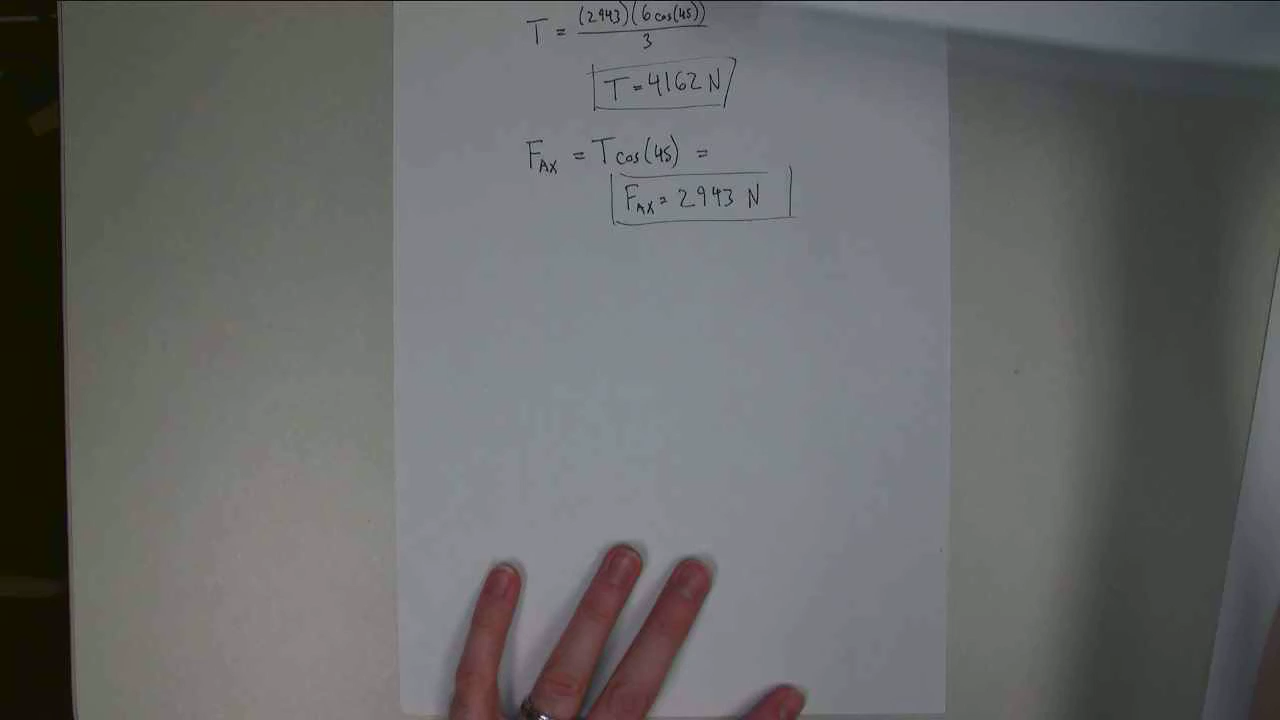 T = (2943)(6cos(45)) / 3
T = 4162 N
F_AX = T cos(45) =
F_AX = 2943 N